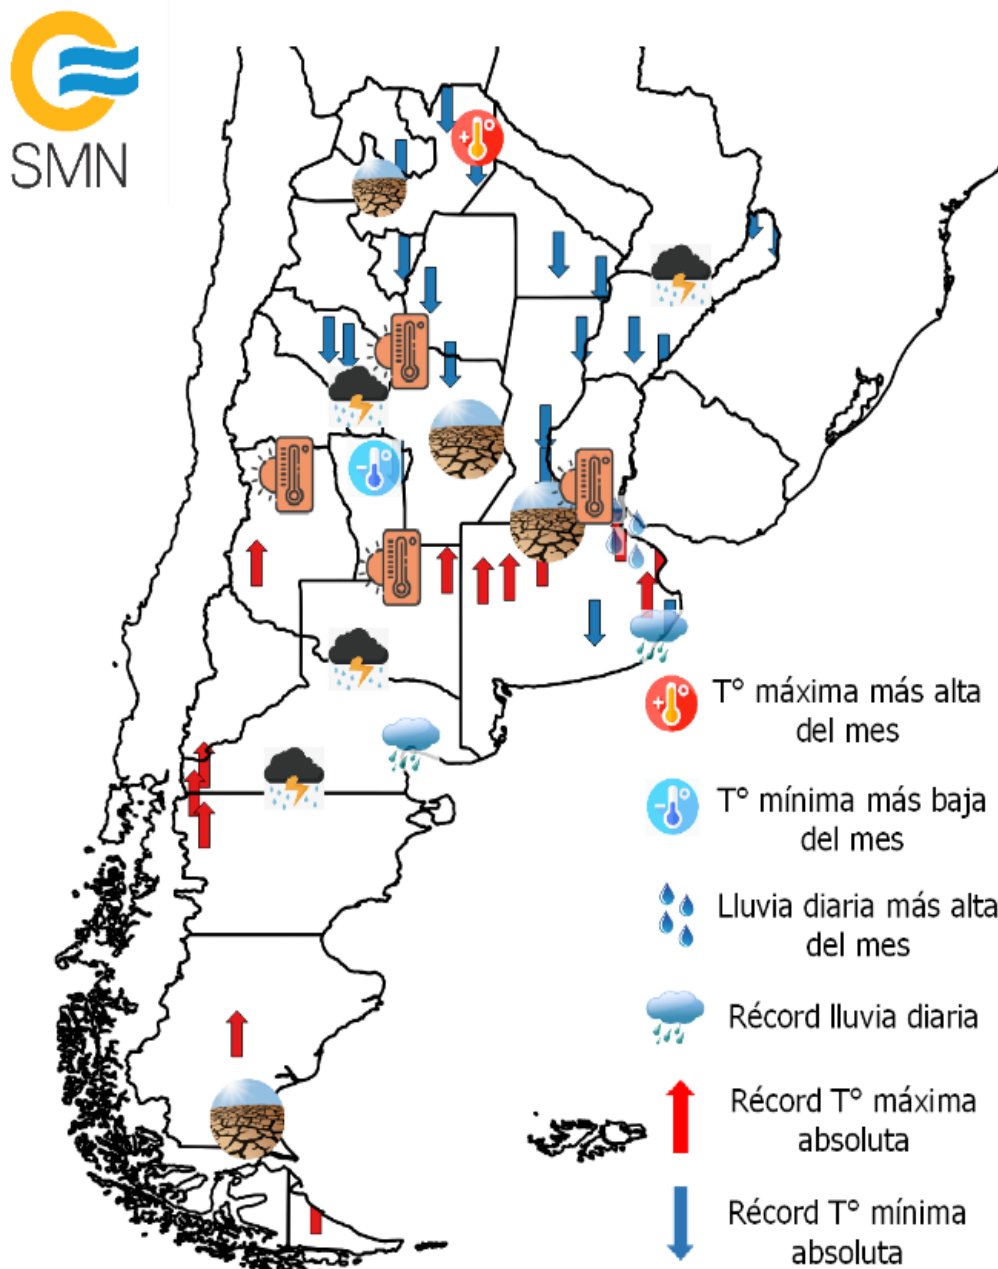 SMN
T° máxima más alta
del mes
T° mínima más baja
del mes
Lluvia diaria más alta
del mes
Récord lluvia diaria
Récord T° máxima
absoluta
Récord T° mínima
absoluta